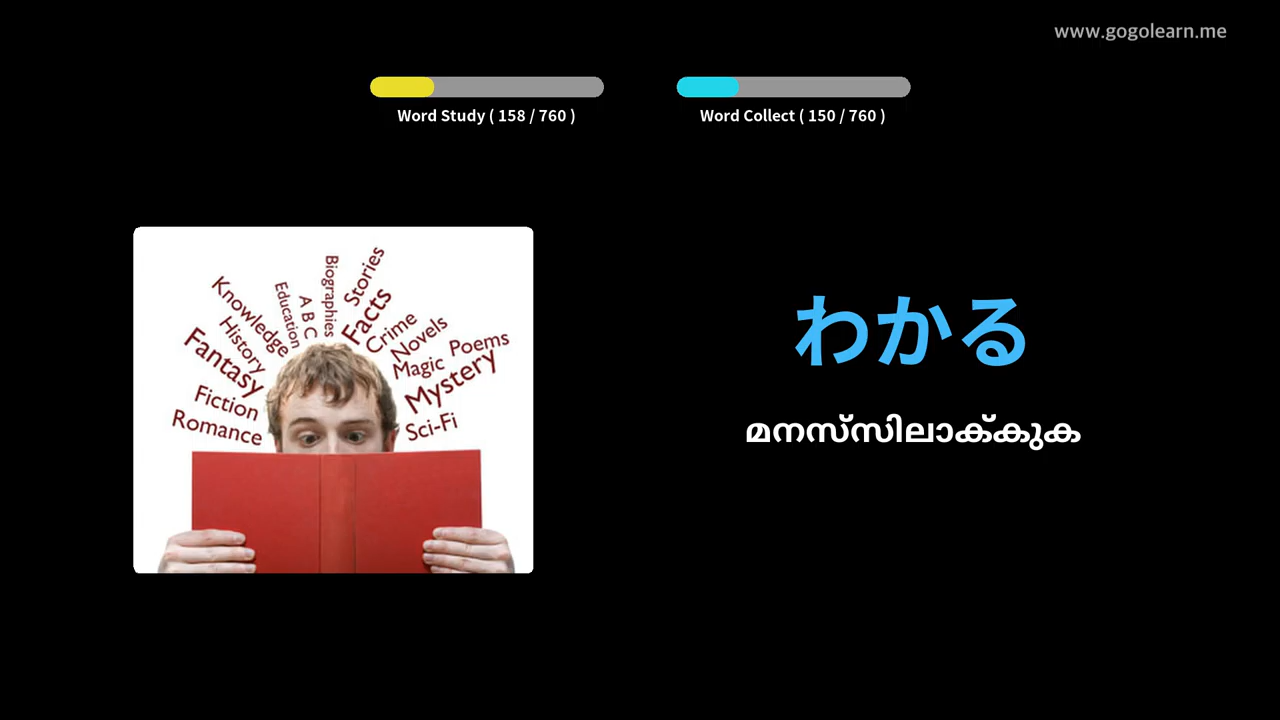 www.gogolearn.me
Word Study ( 158 / 760 )
Word Collect ( 150 / 760 )
Biographies
Stories
Education
A B C
Facts
Knowledge
Crime
History
Novels
Poems
Fantasy
Magic
Mystery
Fiction
Romance
Sci-Fi
わかる
മനസ്സിലാക്കുക